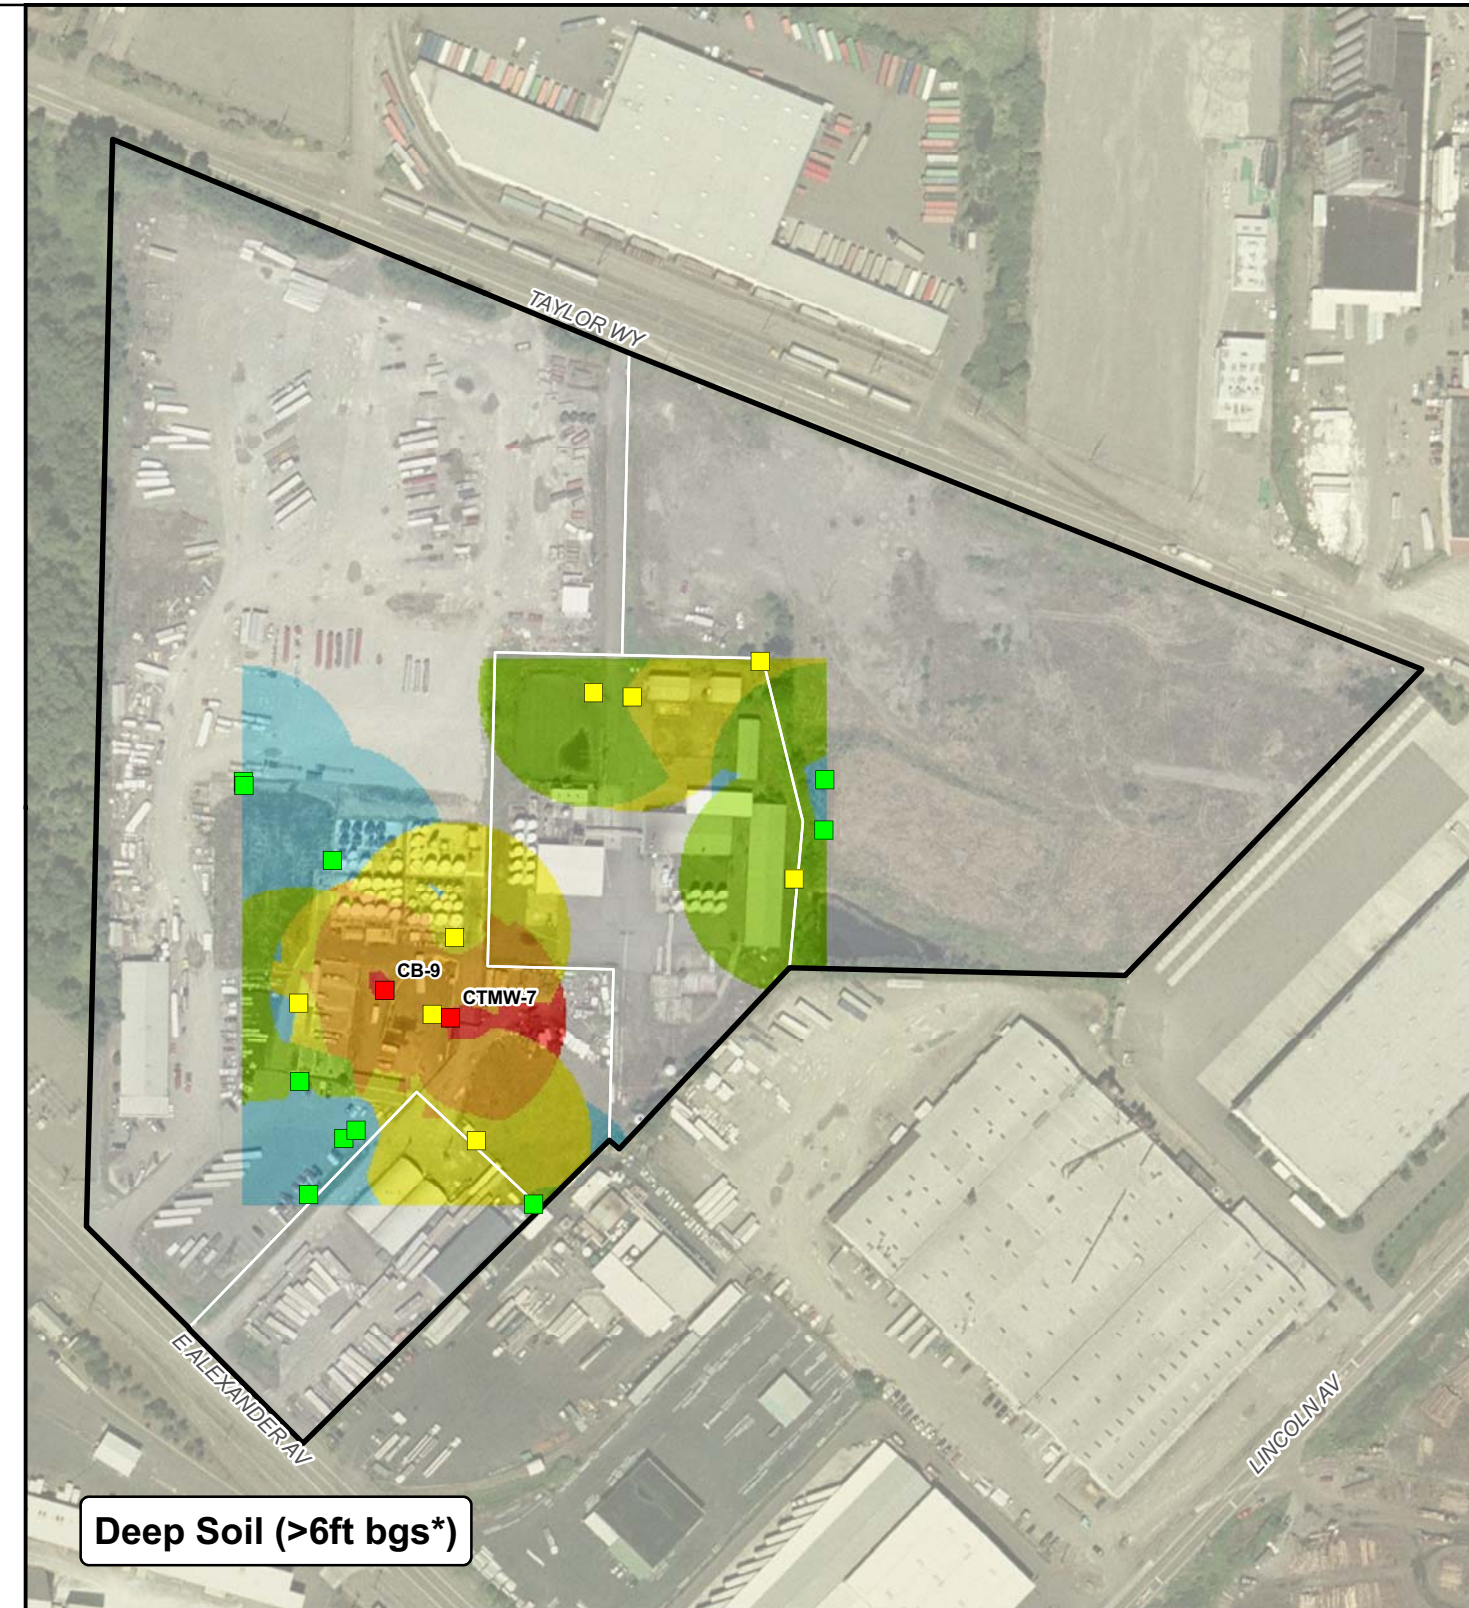 TAYLOR WY
CB-9
CTMW-7
E ALEXANDER AV
LINCOLN AV
Deep Soil (>6ft bgs*)